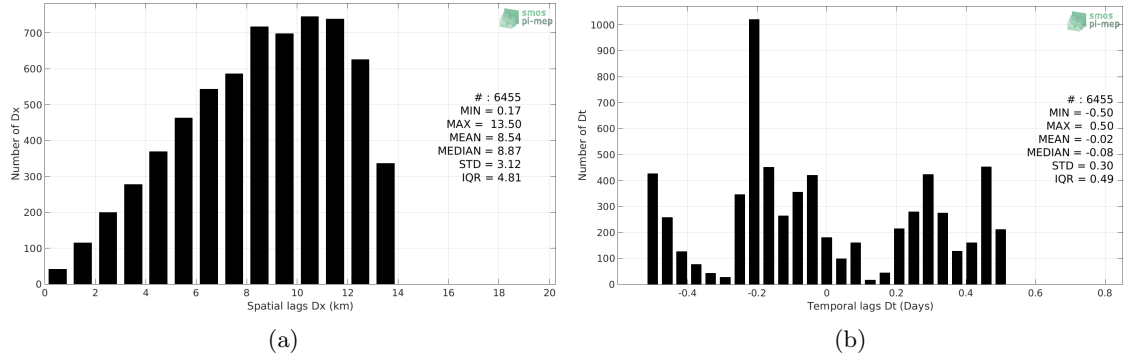 smos
pi-mep
700
600
500
400
300
200
100
0
Number of Dx
# : 6455
MIN = 0.17
MAX = 13.50
MEAN = 8.54
MEDIAN = 8.87
STD = 3.12
IQR = 4.81
0 2 4 6 8 10 12 14 16 18 20
Spatial lags Dx (km)
(a)
smos
pi-mep
1000
900
800
700
600
500
400
300
200
100
0
Number of Dt
# : 6455
MIN = -0.50
MAX = 0.50
MEAN = -0.02
MEDIAN = -0.08
STD = 0.30
IQR = 0.49
-0.4 -0.2 0 0.2 0.4 0.6 0.8
Temporal lags Dt (Days)
(b)